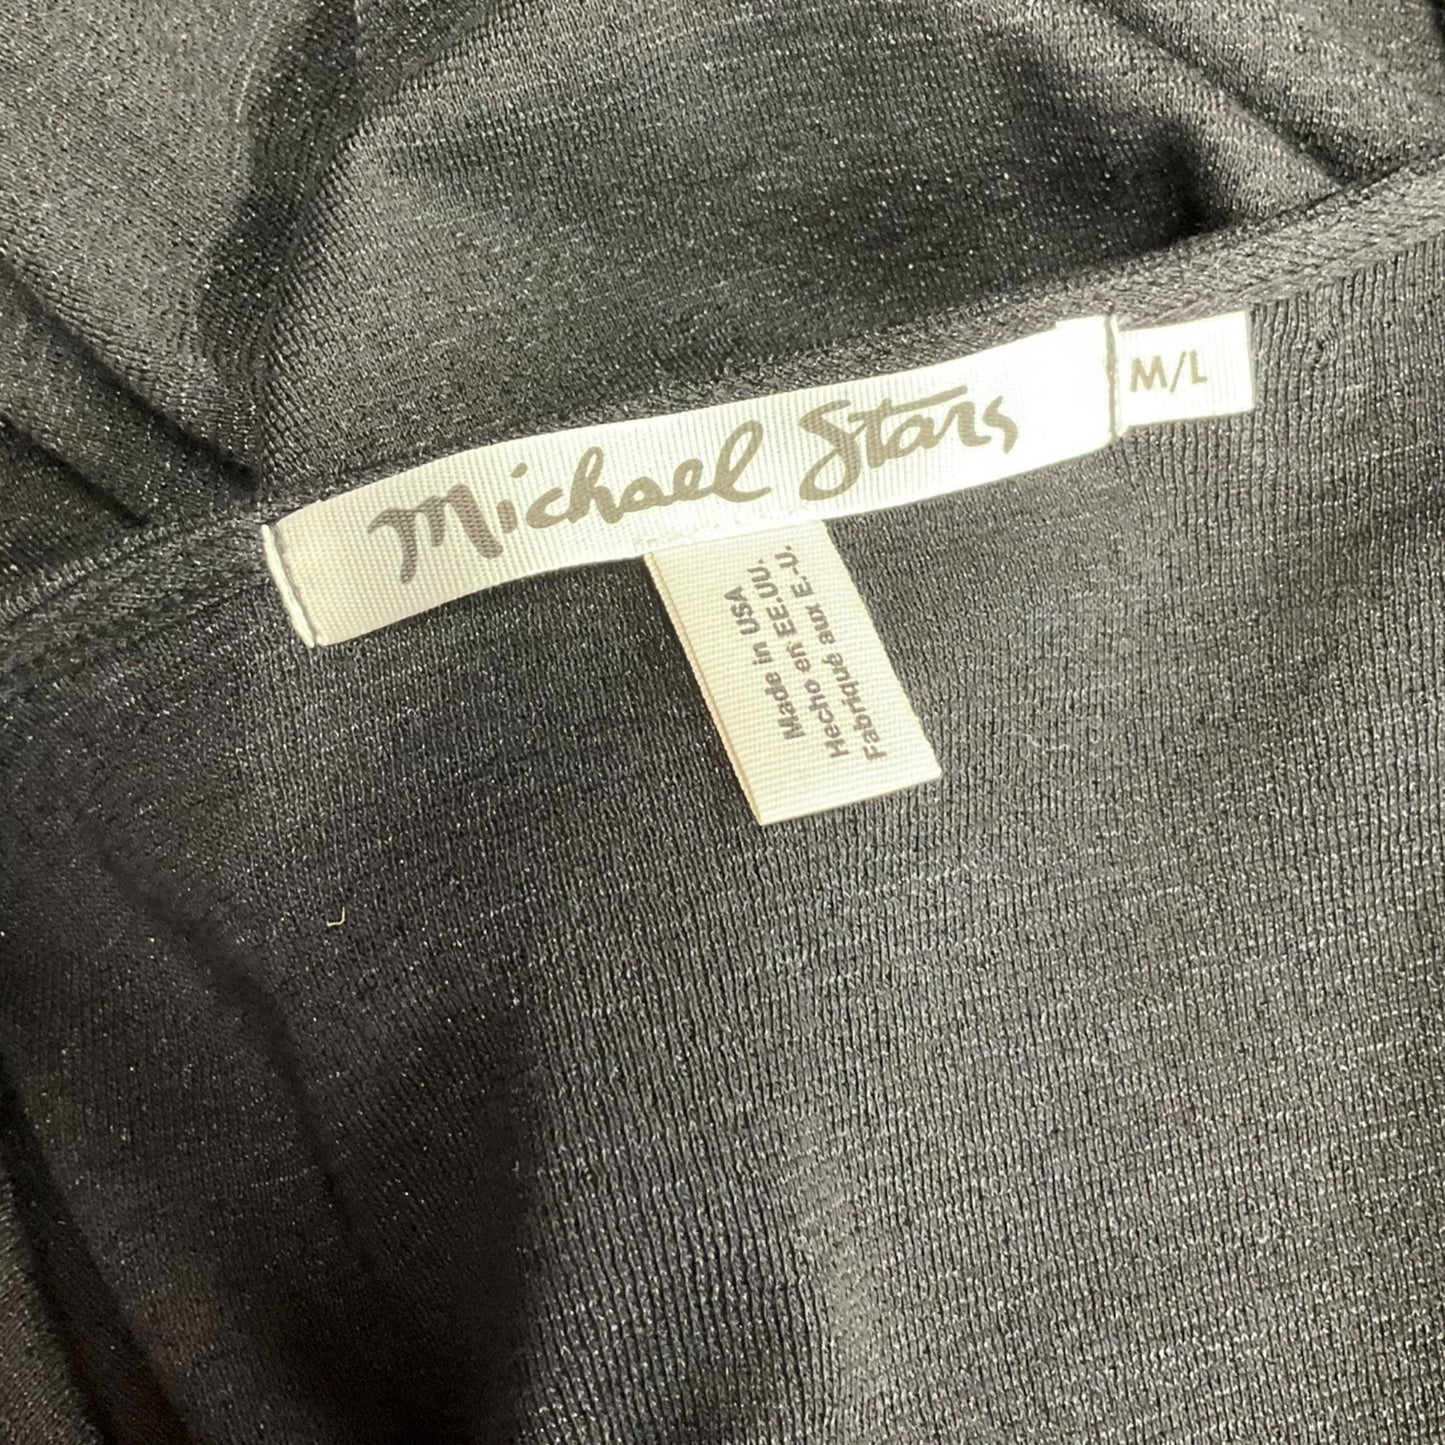 Michael Stars
M/L
Made in USA
Hecho en EE.UU.
Fabriqué aux E.-U.